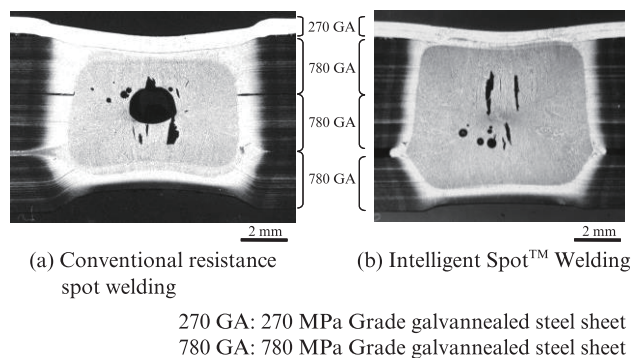 270 GA
780 GA
780 GA
780 GA
2 mm
2 mm
(a) Conventional resistance
spot welding
(b) Intelligent Spot™ Welding
270 GA: 270 MPa Grade galvannealed steel sheet
780 GA: 780 MPa Grade galvannealed steel sheet